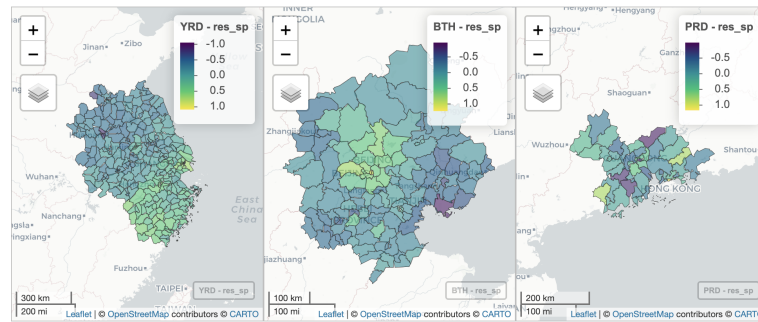 YRD - res_sp
-1.0
-0.5
0.0
0.5
1.0
+
−
Jinan
Zibo
Wuhan
Nanchang
Fuzhou
TAIPEI
East
China
Sea
YRD - res_sp
300 km
200 mi
Leaflet | © OpenStreetMap contributors © CARTO
INNER
MONGOLIA
BTH - res_sp
-0.5
0.0
0.5
1.0
+
−
Zhangjiakou
BTH - res_sp
100 km
100 mi
Leaflet | © OpenStreetMap contributors © CARTO
Hengyang
Hengyang
PRD - res_sp
-0.5
0.0
0.5
1.0
+
−
Shaoguan
Wuzhou
Shantou
HONG KONG
PRD - res_sp
200 km
100 mi
Leaflet | © OpenStreetMap contributors © CARTO